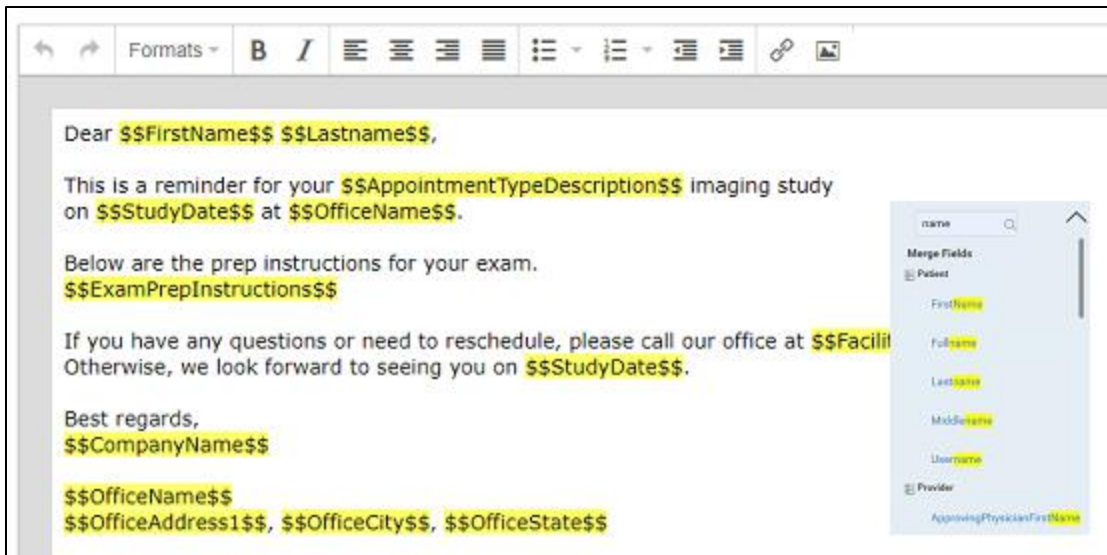 Formats
B I
Dear $$FirstName$$ $$Lastname$$,
This is a reminder for your $$AppointmentTypeDescription$$ imaging study
on $$StudyDate$$ at $$OfficeName$$.
Below are the prep instructions for your exam.
$$ExamPrepInstructions$$
If you have any questions or need to reschedule, please call our office at $$Facilit
Otherwise, we look forward to seeing you on $$StudyDate$$.
Best regards,
$$CompanyName$$
$$OfficeName$$
$$OfficeAddress1$$, $$OfficeCity$$, $$OfficeState$$
name
Merge Fields
Patient
FirstName
Fullname
Lastname
Middlename
Username
Provider
ApprovingPhysicianFirstName